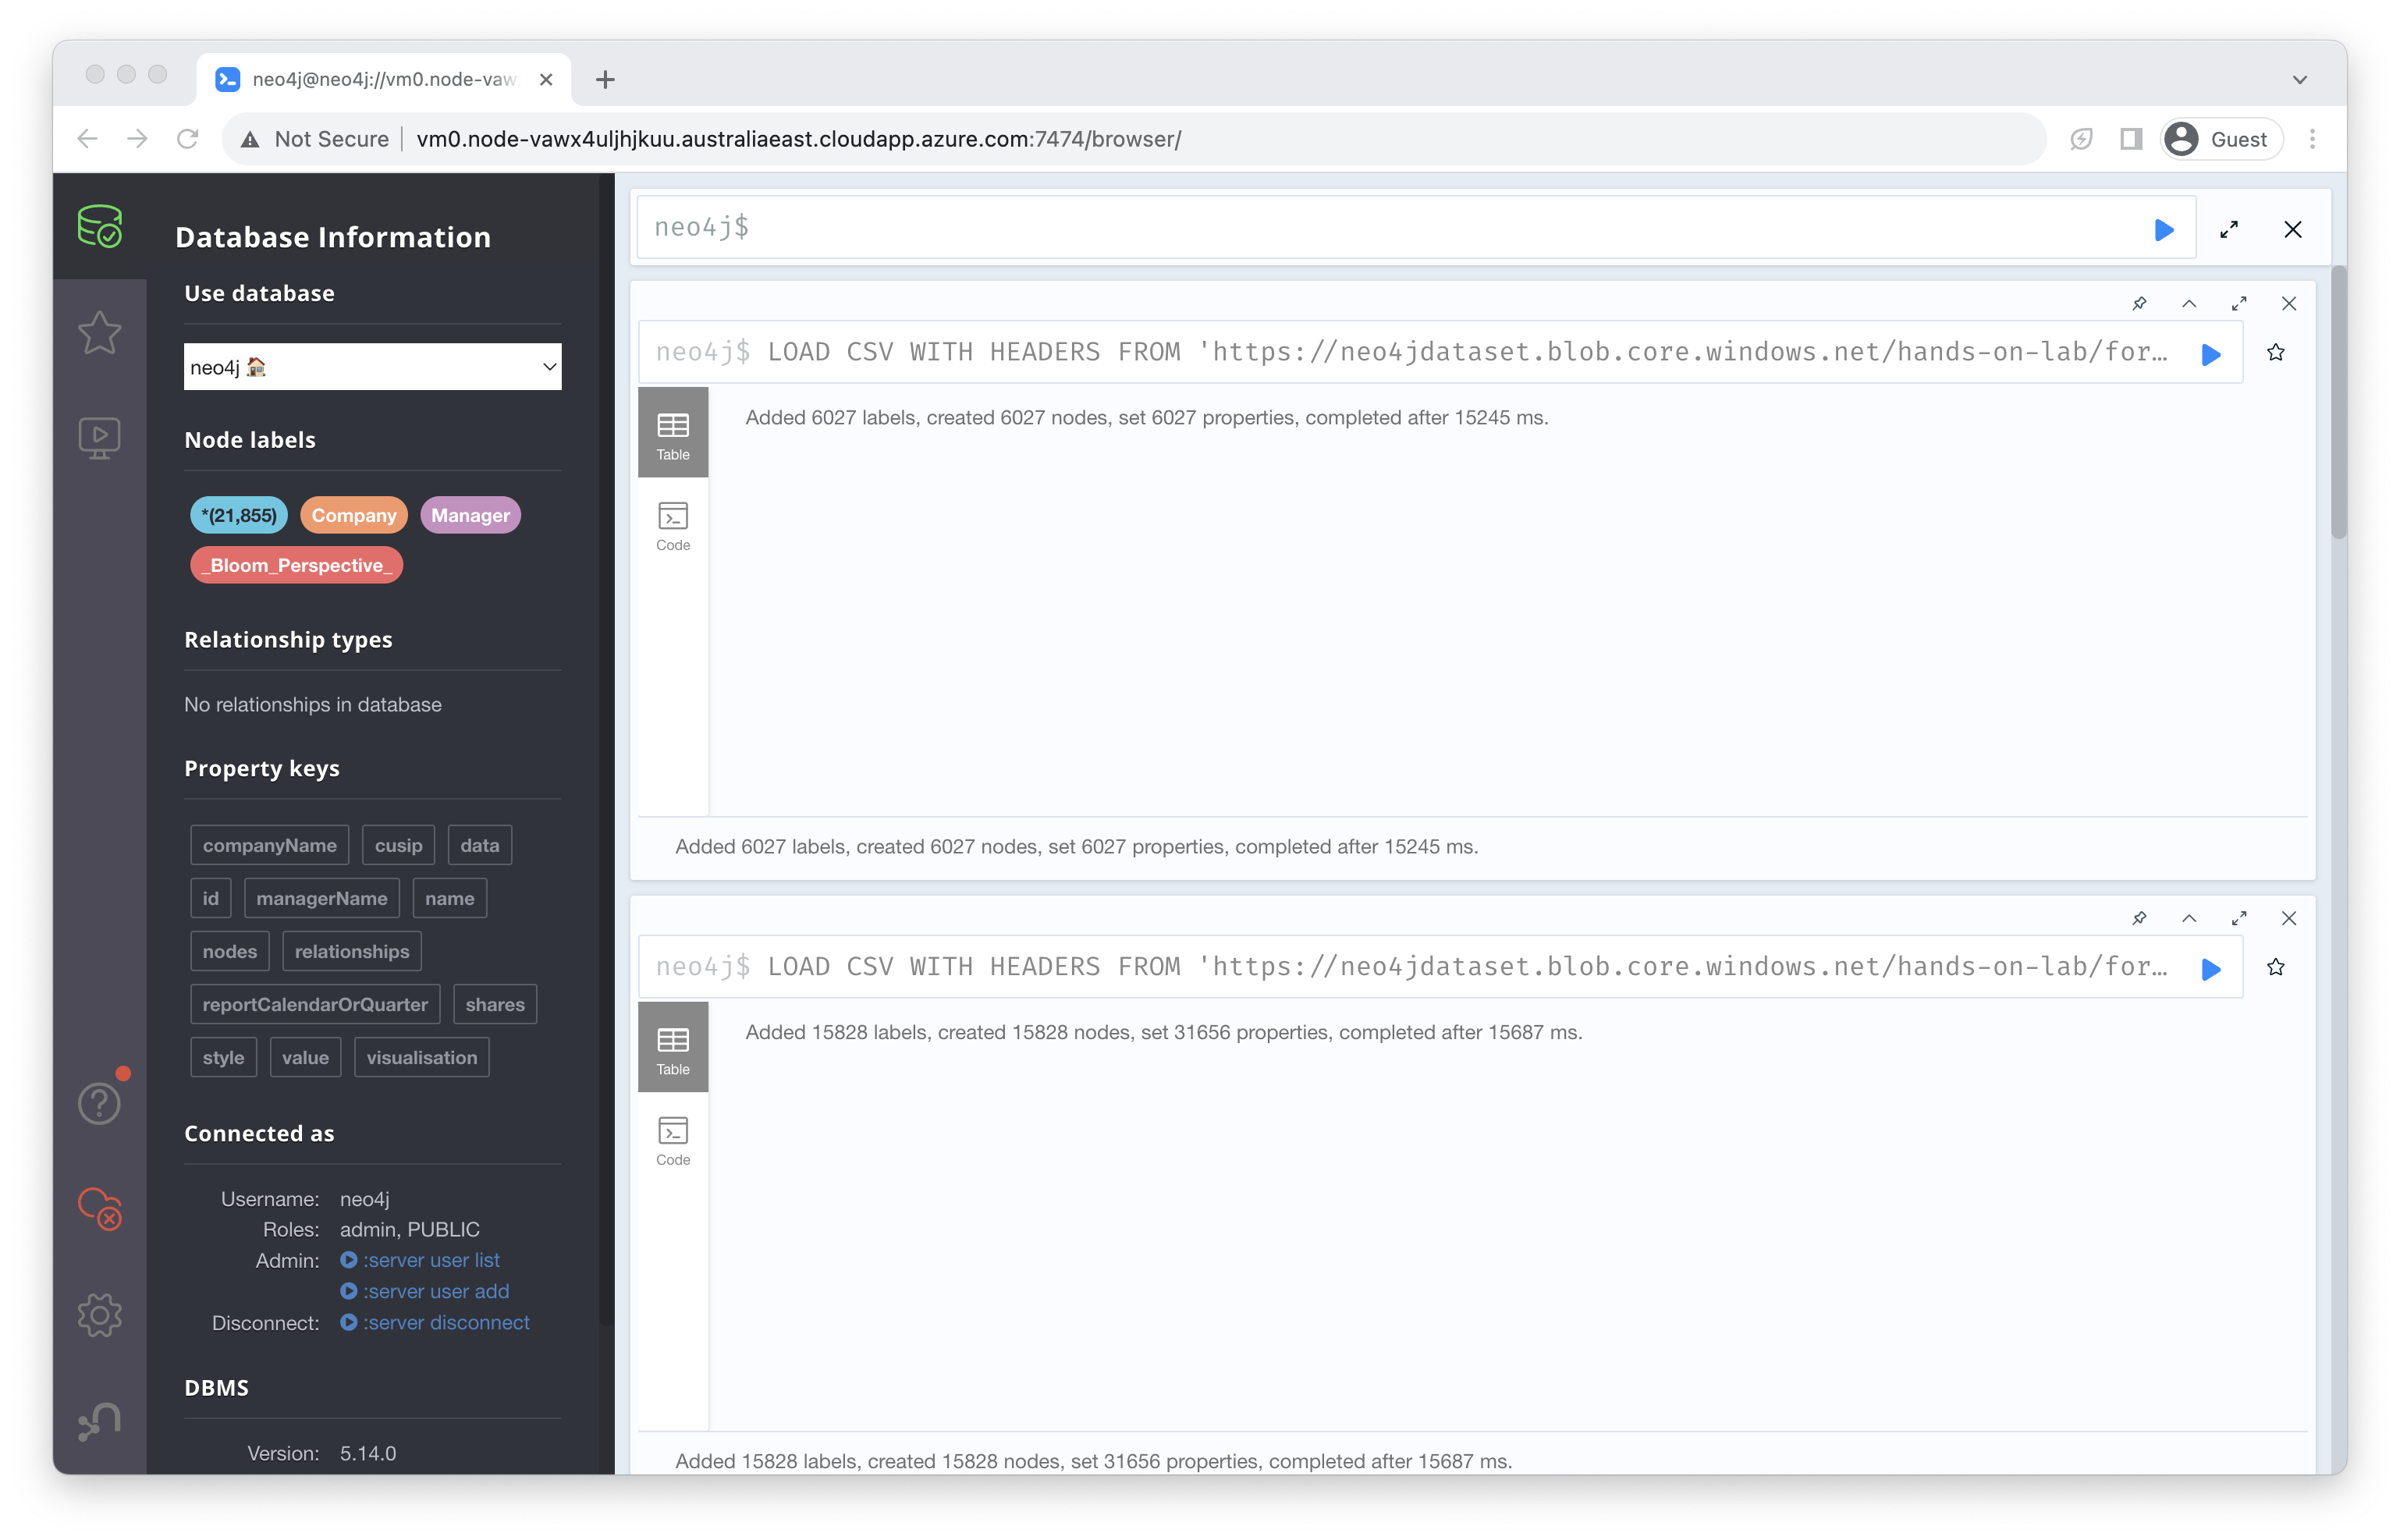 neo4j@neo4j://vm0.node-vaw
Not Secure
vm0.node-vawx4uljhjkuu.australiaeast.cloudapp.azure.com:7474/browser/
Guest
Database Information
Use database
neo4j
Node labels
*(21,855) Company Manager
_Bloom_Perspective_
Relationship types
No relationships in database
Property keys
companyName cusip data
id managerName name
nodes relationships
reportCalendarOrQuarter shares
style value visualisation
Connected as
Username: neo4j
Roles: admin, PUBLIC
Admin: :server user list
:server user add
Disconnect: :server disconnect
DBMS
Version: 5.14.0
neo4j$
neo4j$ LOAD CSV WITH HEADERS FROM 'https://neo4jdataset.blob.core.windows.net/hands-on-lab/for…
Table
Added 6027 labels, created 6027 nodes, set 6027 properties, completed after 15245 ms.
Code
Added 6027 labels, created 6027 nodes, set 6027 properties, completed after 15245 ms.
neo4j$ LOAD CSV WITH HEADERS FROM 'https://neo4jdataset.blob.core.windows.net/hands-on-lab/for…
Table
Added 15828 labels, created 15828 nodes, set 31656 properties, completed after 15687 ms.
Code
Added 15828 labels, created 15828 nodes, set 31656 properties, completed after 15687 ms.